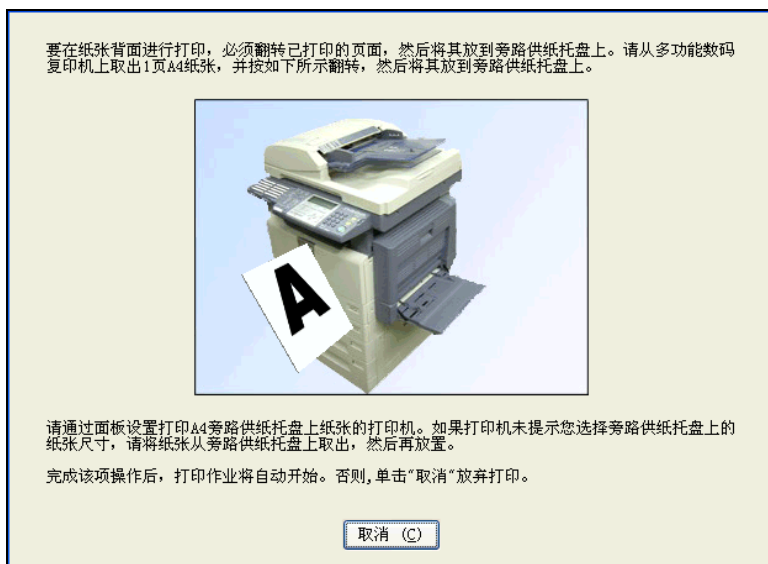 要在纸张背面进行打印，必须翻转已打印的页面，然后将其放到旁路供纸托盘上。请从多功能数码
复印机上取出1页A4纸张，并按如下所示翻转，然后将其放到旁路供纸托盘上。
A
请通过面板设置打印A4旁路供纸托盘上纸张的打印机。如果打印机未提示您选择旁路供纸托盘上的
纸张尺寸，请将纸张从旁路供纸托盘上取出，然后再放置。
完成该项操作后，打印作业将自动开始。否则,单击"取消"放弃打印。
取消 (C)